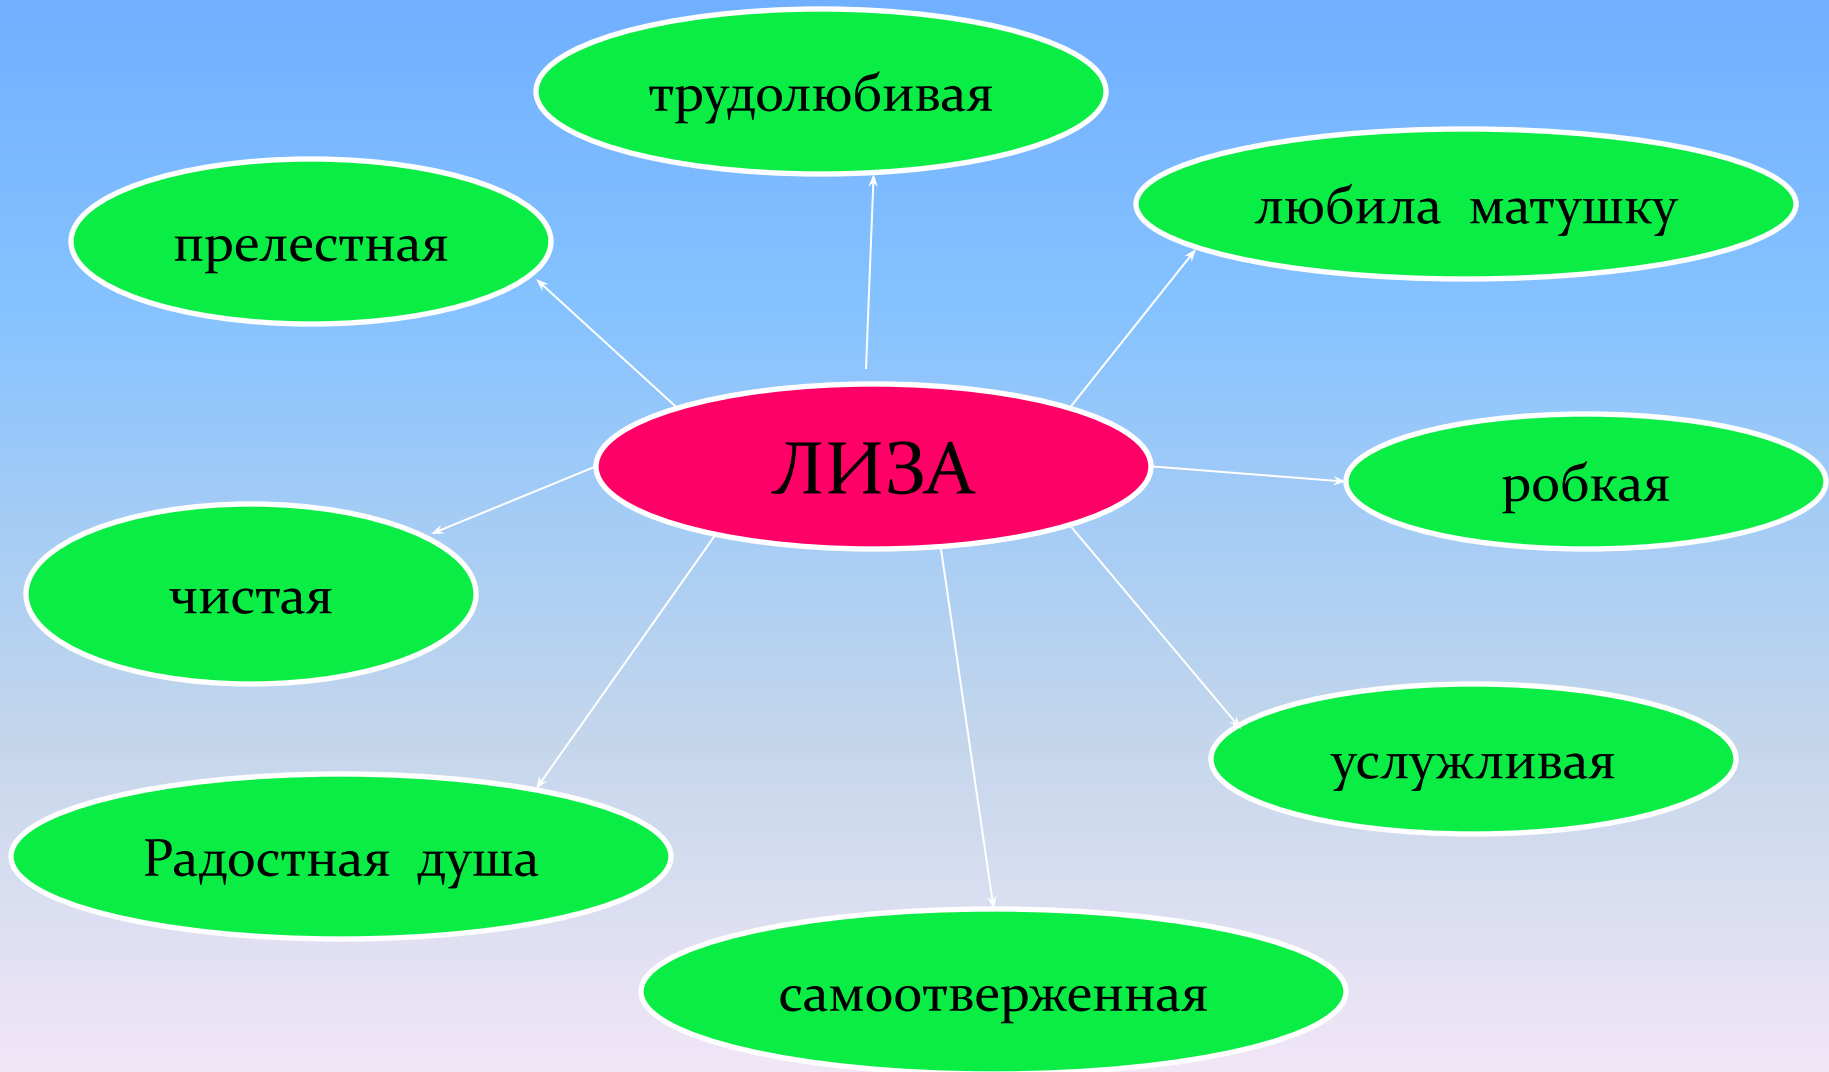 трудолюбивая
любила матушку
прелестная
ЛИЗА
робкая
чистая
услужливая
Радостная душа
самоотверженная